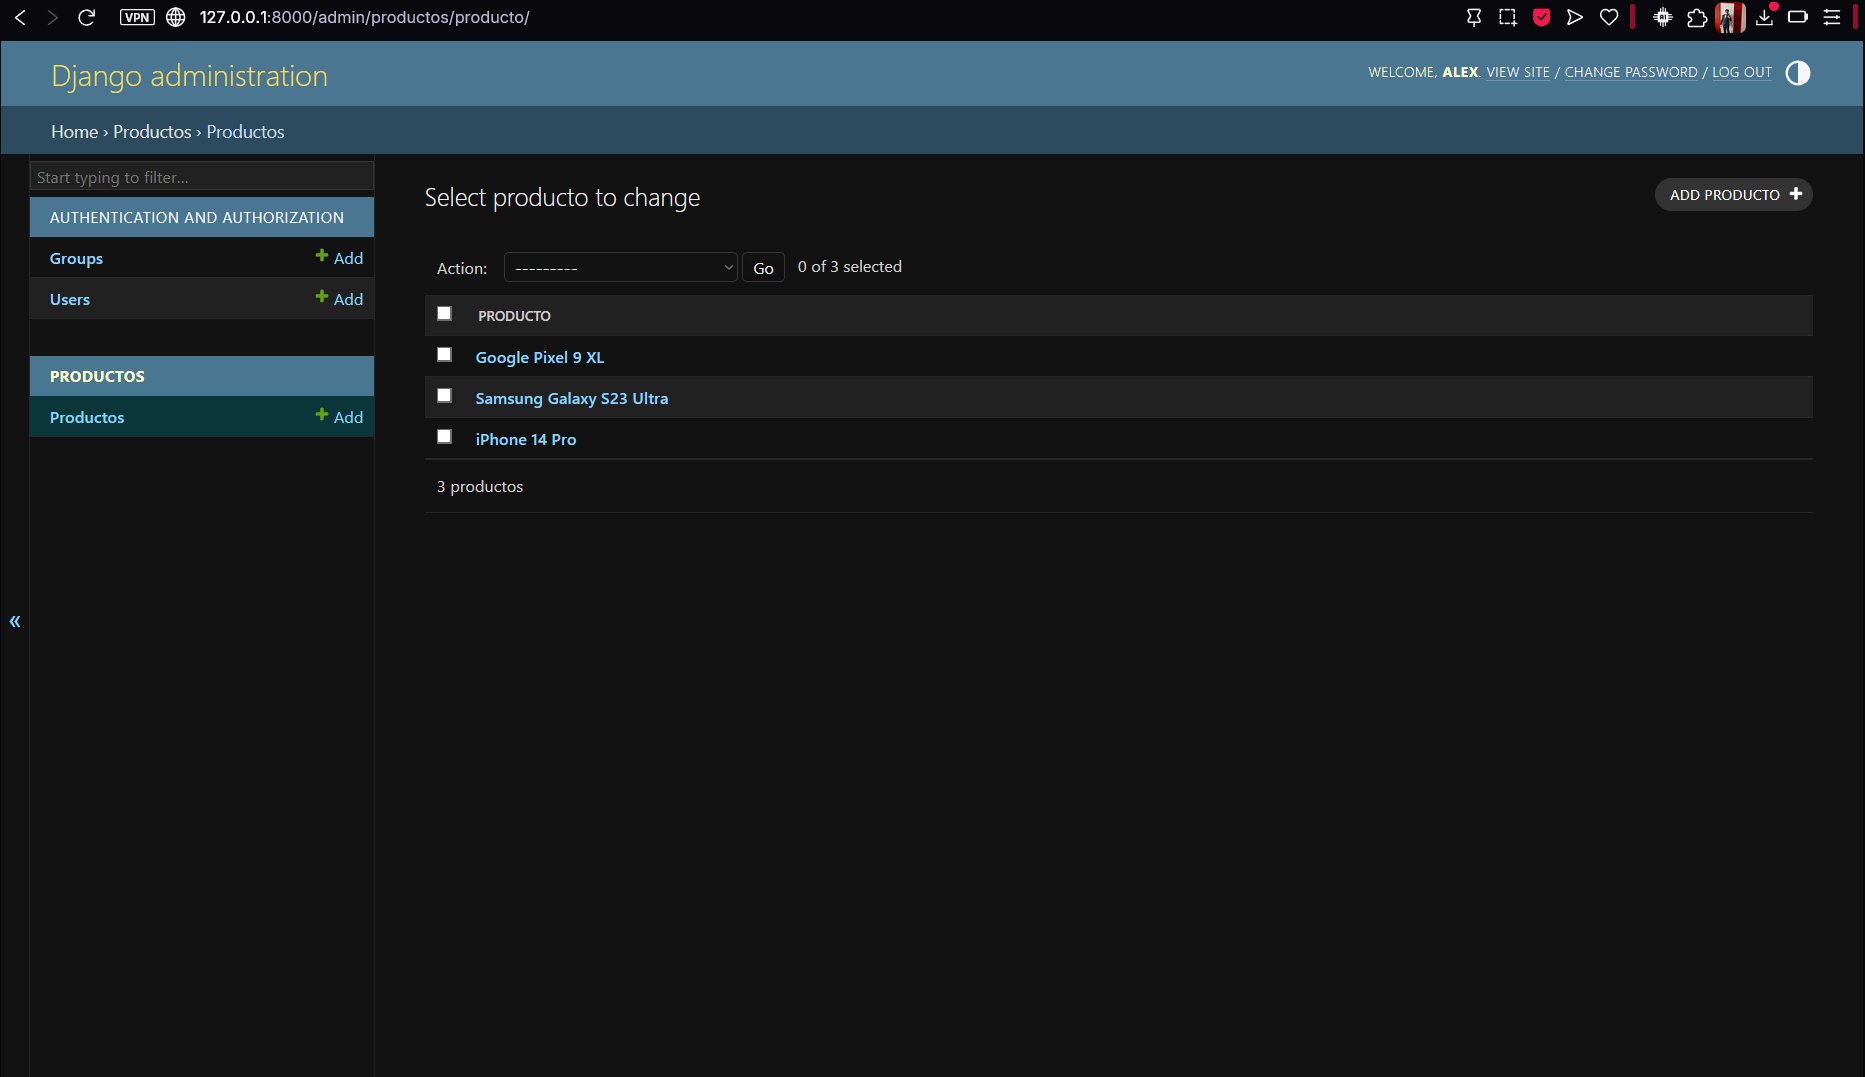 VPN 127.0.0.1:8000/admin/productos/producto/
AI
Django administration
WELCOME, ALEX. VIEW SITE / CHANGE PASSWORD / LOG OUT
Home › Productos › Productos
Start typing to filter...
AUTHENTICATION AND AUTHORIZATION
Groups + Add
Users + Add
PRODUCTOS
Productos + Add
«
Select producto to change
ADD PRODUCTO +
Action: --------- Go 0 of 3 selected
PRODUCTO
Google Pixel 9 XL
Samsung Galaxy S23 Ultra
iPhone 14 Pro
3 productos